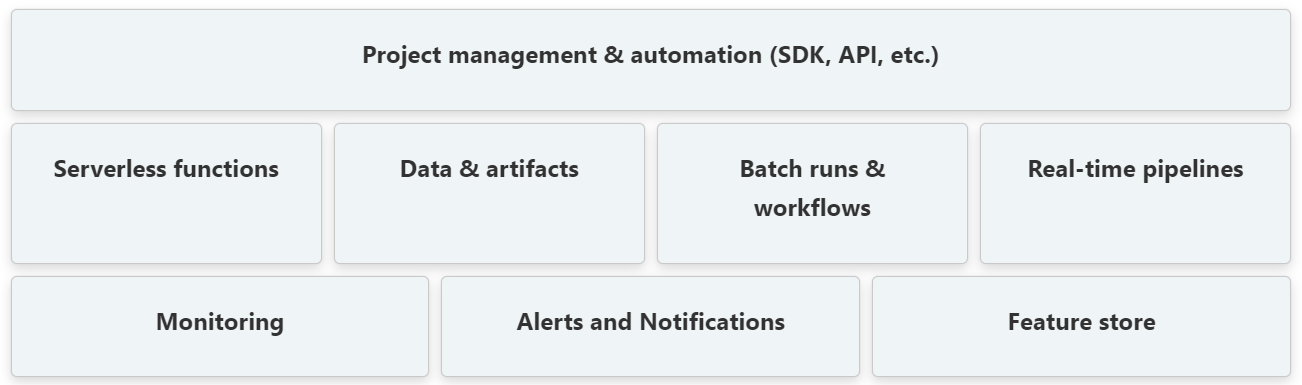 Project management & automation (SDK, API, etc.)
Serverless functions
Data & artifacts
Batch runs &
workflows
Real-time pipelines
Monitoring
Alerts and Notifications
Feature store